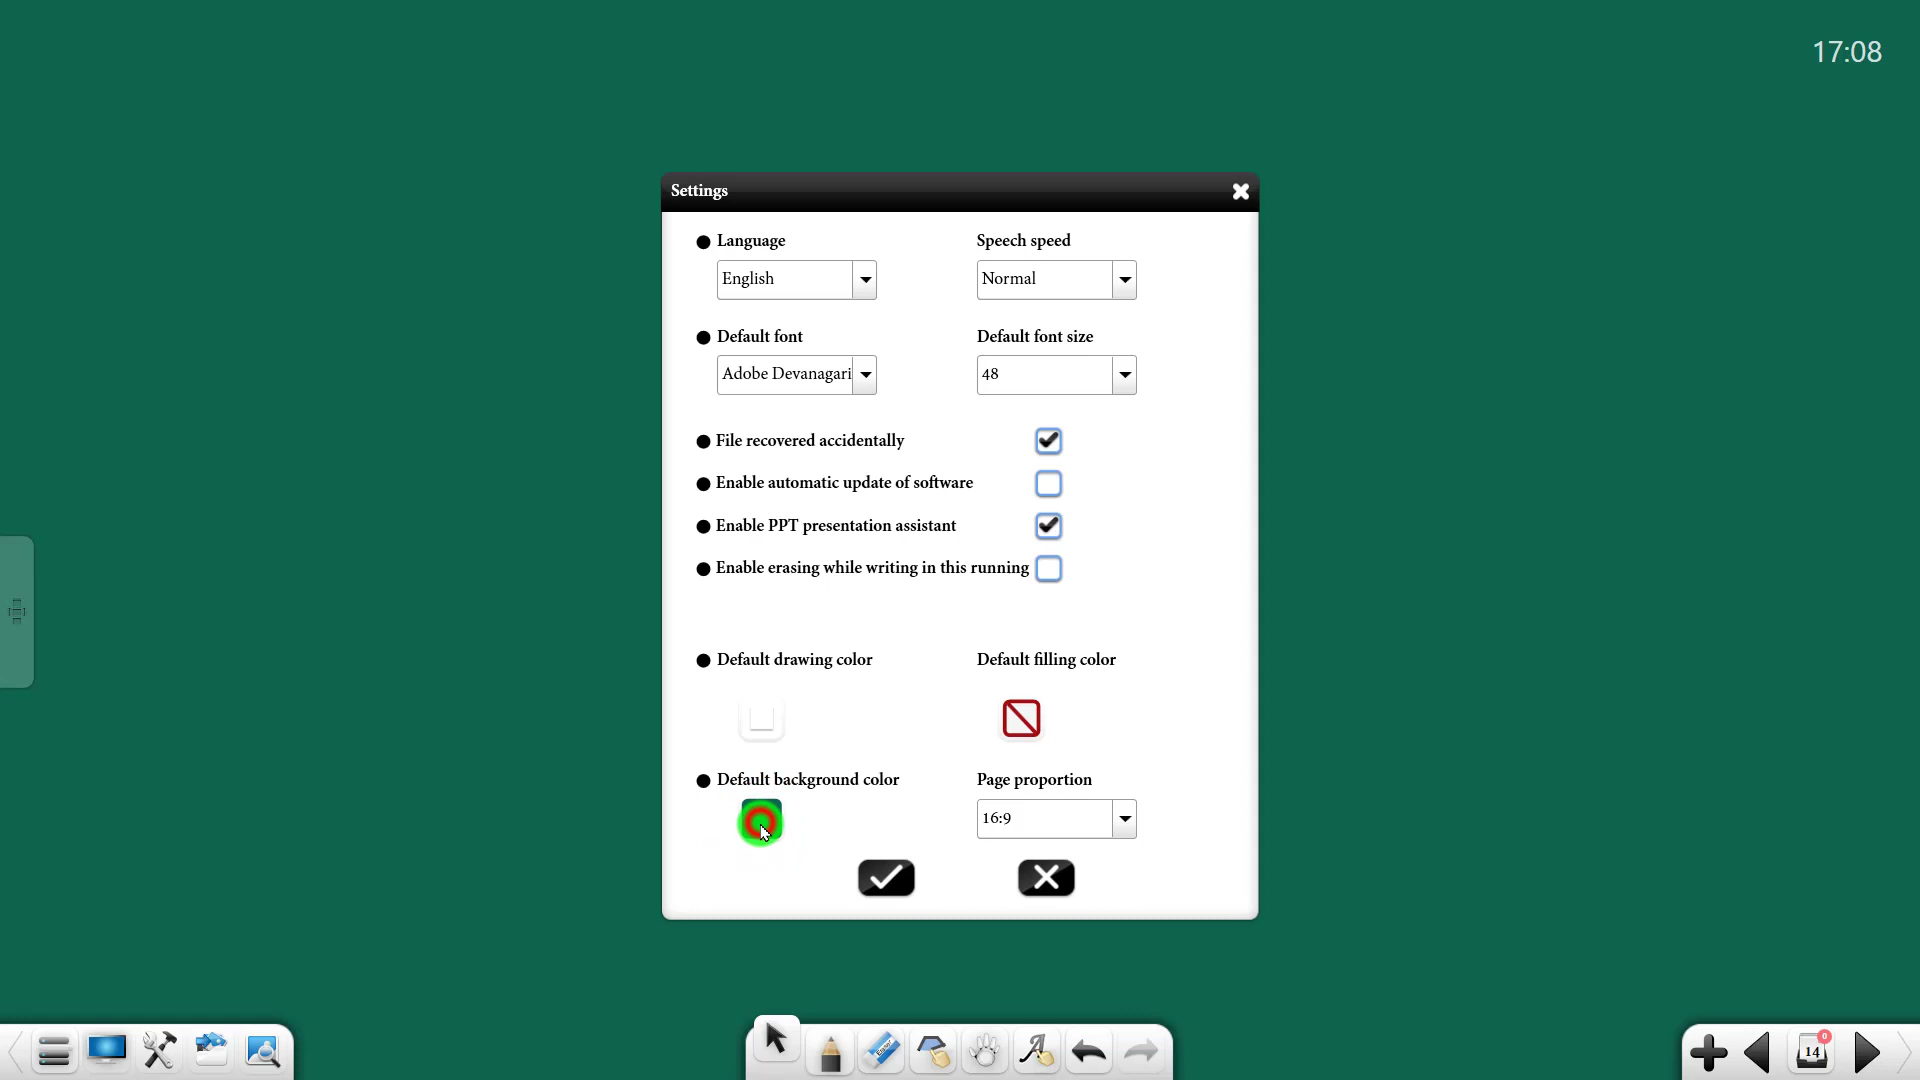 17:08
Settings
Language
Speech speed
English
Normal
Default font
Default font size
Adobe Devanagari
48
File recovered accidentally
Enable automatic update of software
Enable PPT presentation assistant
Enable erasing while writing in this running
Default drawing color
Default filling color
Default background color
Page proportion
16:9
Eraser
A
0
14